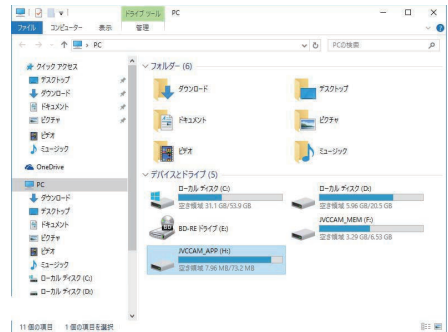 ドライブ ツール
PC
ファイル
コンピューター
表示
管理
PC
PCの検索
クイック アクセス
デスクトップ
ダウンロード
ドキュメント
ピクチャ
ビデオ
ミュージック
OneDrive
PC
ダウンロード
デスクトップ
ドキュメント
ピクチャ
ビデオ
ミュージック
ローカル ディスク (C:)
ローカル ディスク (D:)
フォルダー (6)
ダウンロード
デスクトップ
ドキュメント
ピクチャ
ビデオ
ミュージック
デバイスとドライブ (5)
ローカル ディスク (C:)
空き領域 31.1 GB/53.9 GB
ローカル ディスク (D:)
空き領域 5.96 GB/20.5 GB
BD-RE ドライブ (E:)
JVCCAM_MEM (F:)
空き領域 3.29 GB/6.53 GB
JVCCAM_APP (H:)
空き領域 7.96 MB/73.2 MB
11 個の項目
1 個の項目を選択